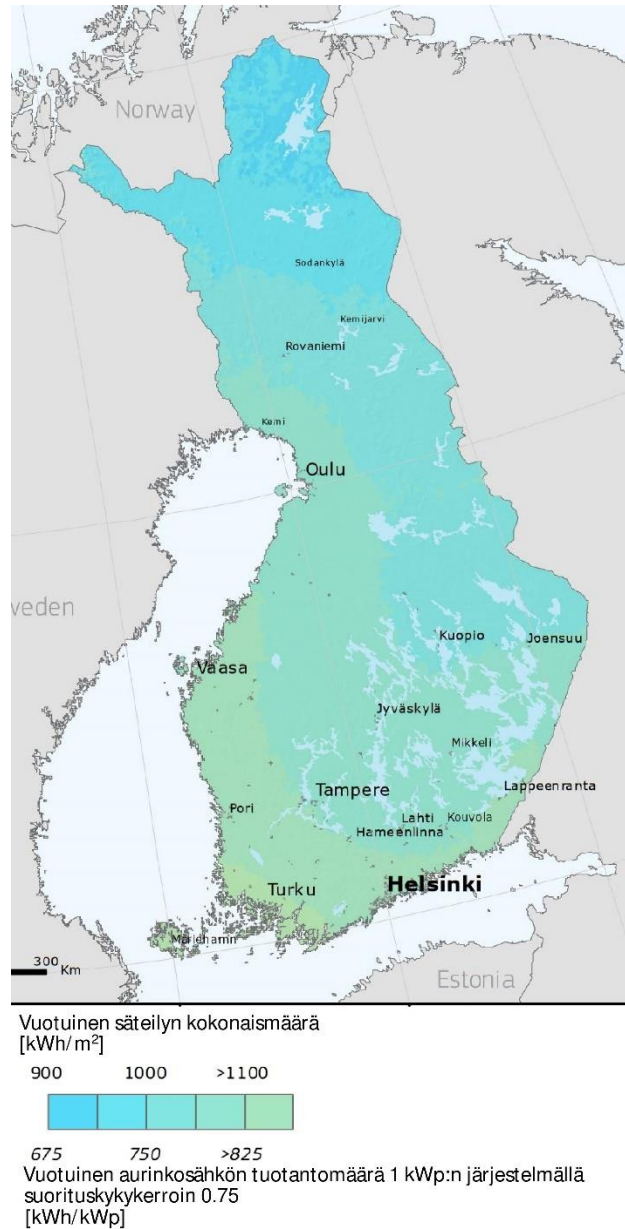 Norway
Sodankylä
Kemijarvi
Rovaniemi
Kemi
Oulu
weden
Kuopio
Joensuu
Vaasa
Jyväskylä
Mikkeli
Lappeenranta
Tampere
Pori
Lahti
Kouvola
Hameenlinna
Helsinki
Turku
Mariehamn
300 Km
Estonia
Vuotuinen säteilyn kokonaismäärä
[kWh/m²]
900 1000 >1100
675 750 >825
Vuotuinen aurinkosähkön tuotantomäärä 1 kWp:n järjestelmällä
suorituskykykerroin 0.75
[kWh/kWp]